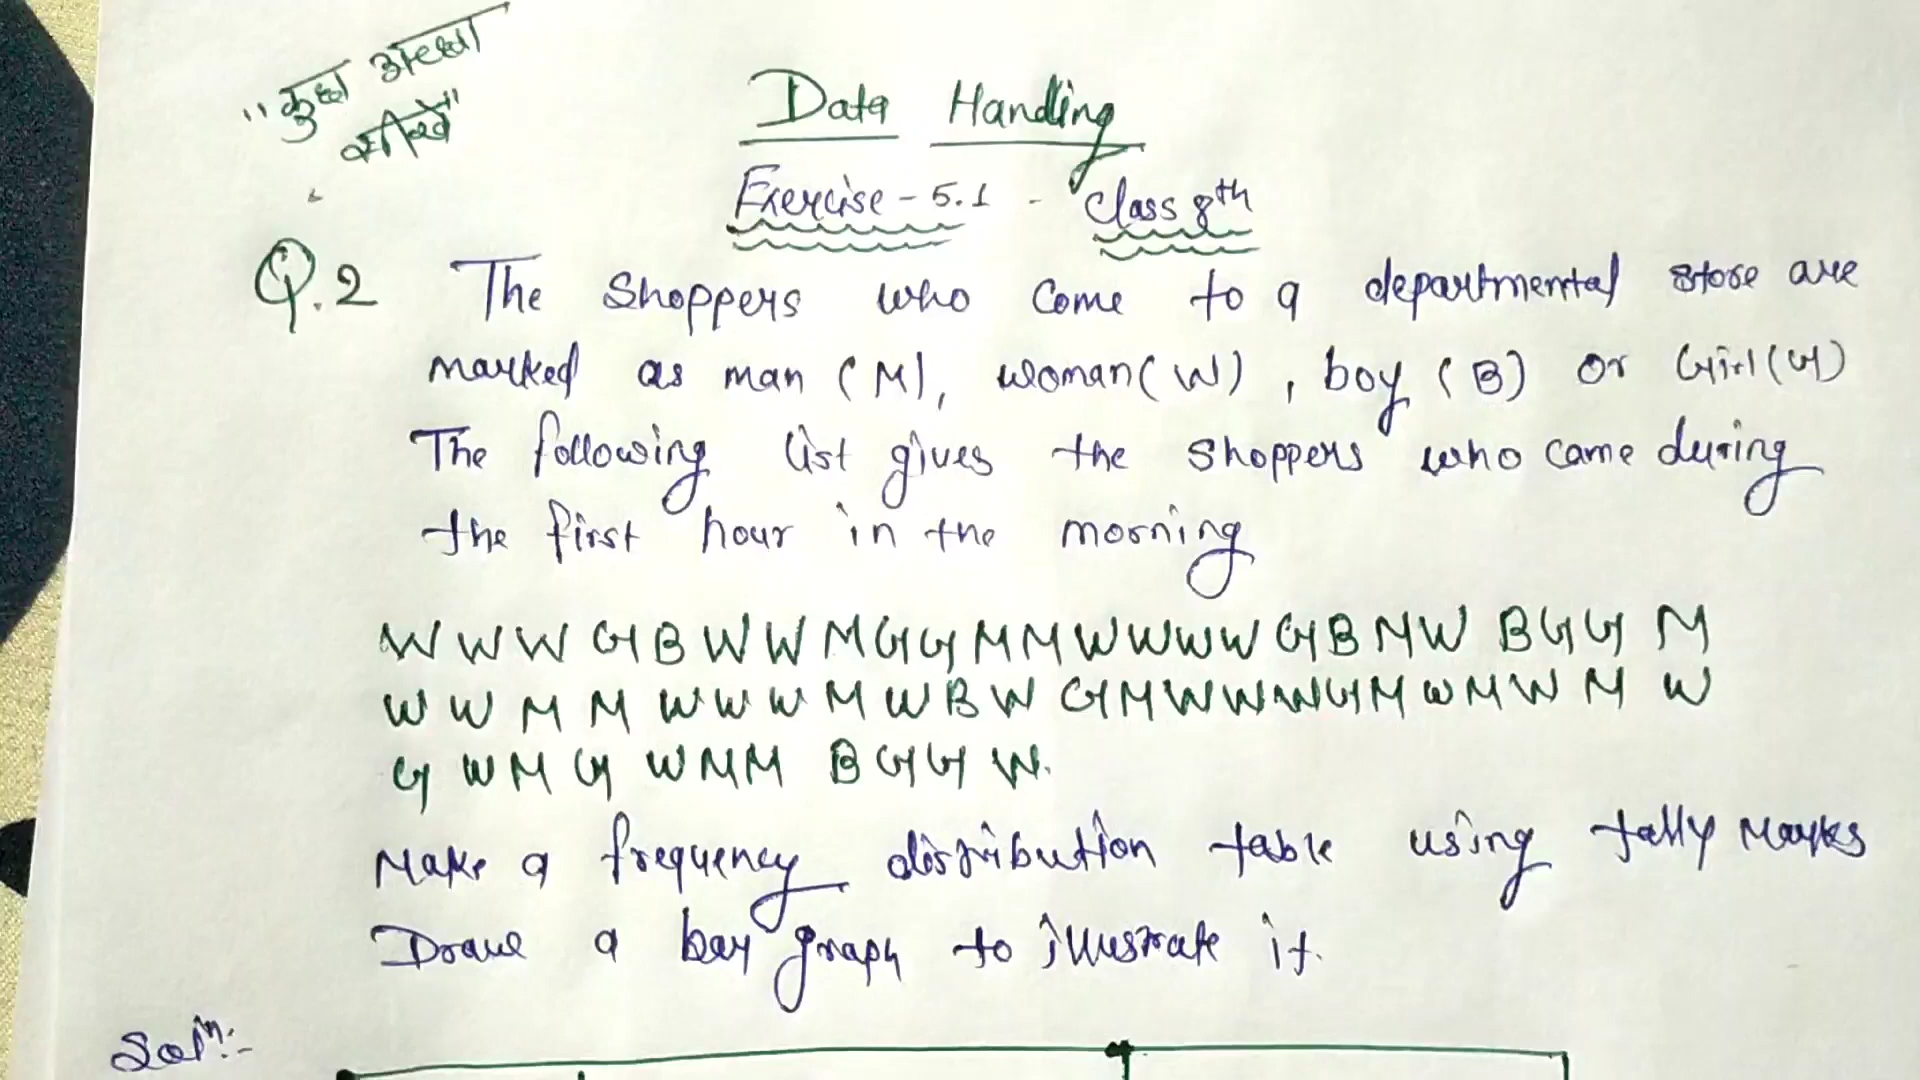 "कुछ अच्छा
सीखें"
Data Handling
Exercise - 5.1 - Class 8th
Q.2 The Shoppers who come to a departmental store are
marked as man (M), woman(W), boy (B) or Girl(G)
The following list gives the shoppers who came during
the first hour in the morning
W W W G B W W M G G M M W W W W G B M W B G G M
W W M M W W W M W B W G M W W W G M W M W M W
G W M G W M M B G G W.
Make a frequency distribution table using tally Marks
Draw a bar graph to illustrate it.
Solⁿ:-